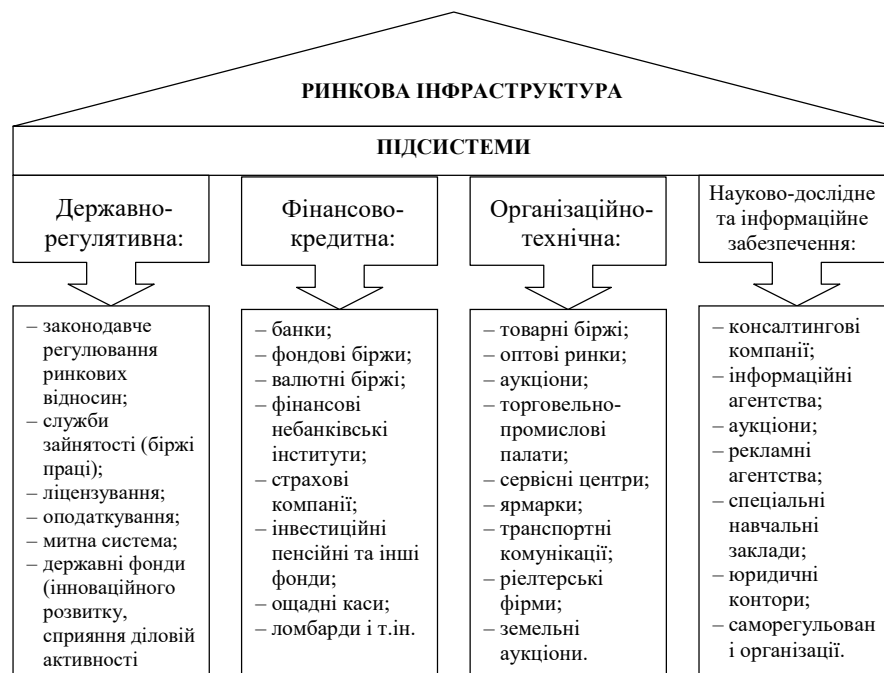 РИНКОВА ІНФРАСТРУКТУРА
ПІДСИСТЕМИ
Державно-
регулятивна:
– законодавче
регулювання
ринкових
відносин;
– служби
зайнятості (біржі
праці);
– ліцензування;
– оподаткування;
– митна система;
– державні фонди
(інноваційного
розвитку,
сприяння діловій
активності
Фінансово-
кредитна:
– банки;
– фондові біржи;
– валютні біржі;
– фінансові
небанківські
інститути;
– страхові
компанії;
– інвестиційні
пенсійні та інші
фонди;
– ощадні каси;
– ломбарди і т.ін.
Організаційно-
технічна:
– товарні біржі;
– оптові ринки;
– аукціони;
– торговельно-
промислові
палати;
– сервісні центри;
– ярмарки;
– транспортні
комунікації;
– ріелтерські
фірми;
– земельні
аукціони.
Науково-дослідне
та інформаційне
забезпечення:
– консалтингові
компанії;
– інформаційні
агентства;
– аукціони;
– рекламні
агентства;
– спеціальні
навчальні
заклади;
– юридичні
контори;
– саморегульован
і організації.